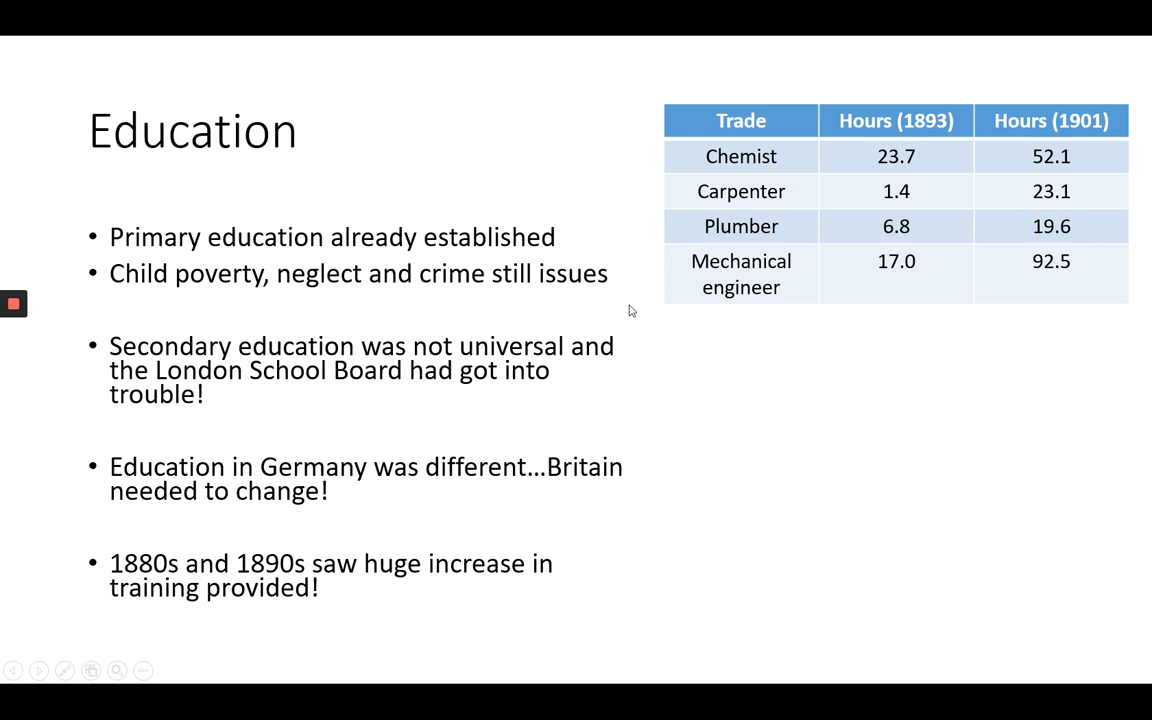 Education
• Primary education already established
• Child poverty, neglect and crime still issues
• Secondary education was not universal and
the London School Board had got into
trouble!
• Education in Germany was different...Britain
needed to change!
• 1880s and 1890s saw huge increase in
training provided!
Trade Hours (1893) Hours (1901)
Chemist 23.7 52.1
Carpenter 1.4 23.1
Plumber 6.8 19.6
Mechanical 17.0 92.5
engineer